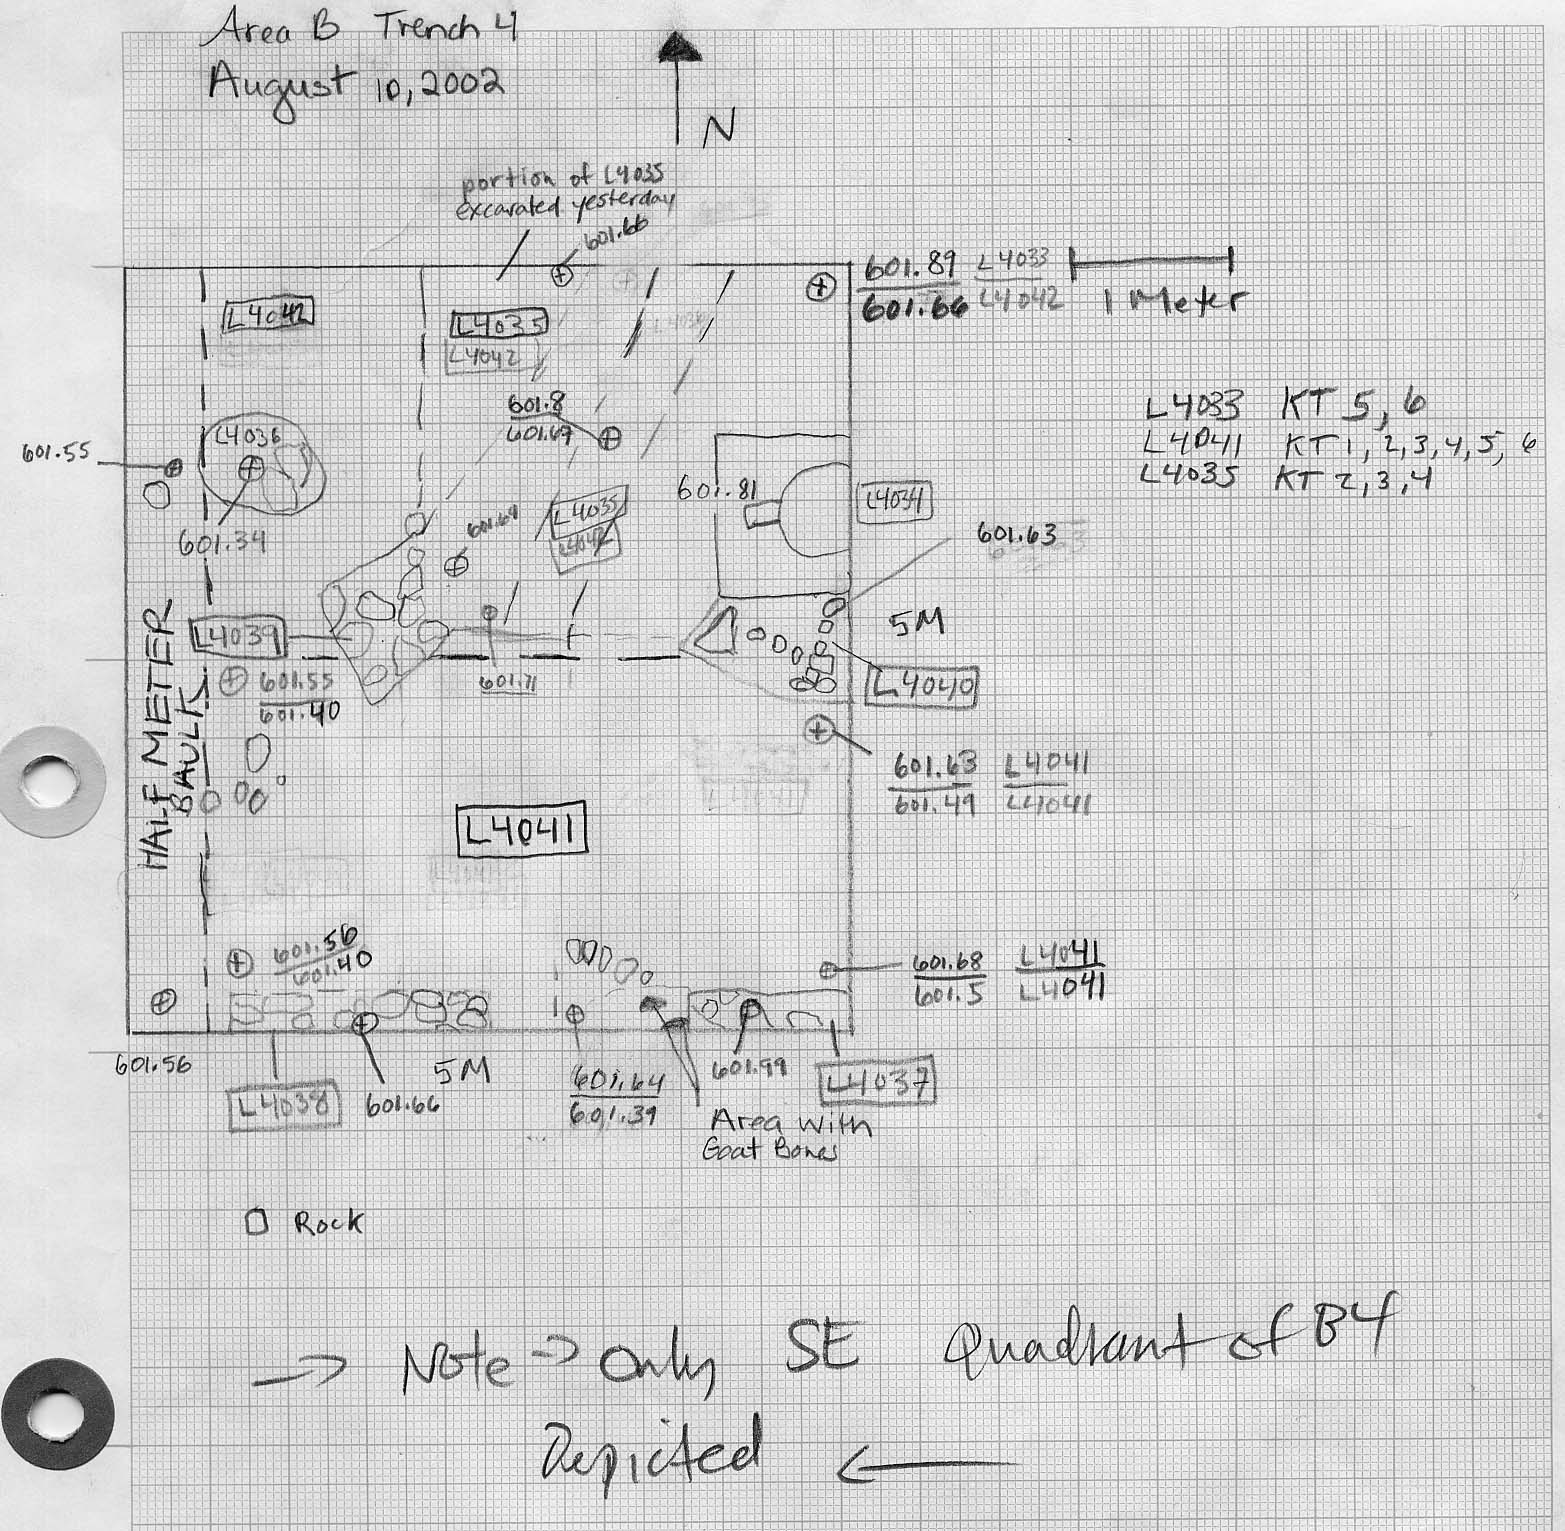 Area B Trench 4
August 10, 2002
N
portion of L4035
excavated yesterday
601.66
601.89 L4033
601.66 L4042
1 Meter
L4042
L4035
L4042
L4033 KT 5, 6
L4041 KT 1, 2, 3, 4, 5, 6
L4035 KT 2, 3, 4
601.8
601.67
L4036
601.55
601.34
601.81
L4034
L4035
L4042
601.69
601.63
HALF METER
BAULK
L4039
5M
601.55
601.40
601.71
L4040
601.63 L4041
601.49 L4041
L4041
601.56
601.40
601.68 L4041
601.5 L4041
601.56
L4038
601.66
5M
601.64
601.39
601.99
L4037
Area with
Goat Bones
Rock
-> Note -> Only SE Quadrant of B4
Depicted <-